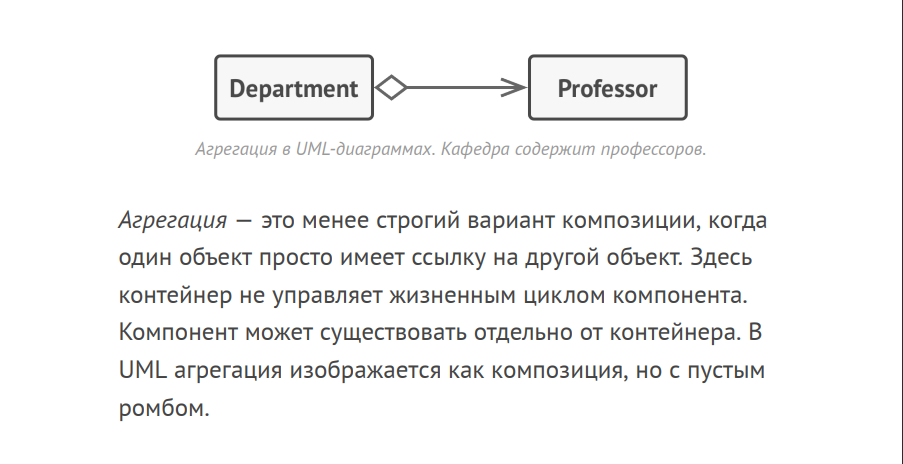 Department
Professor
Агрегация в UML-диаграммах. Кафедра содержит профессоров.
Агрегация — это менее строгий вариант композиции, когда
один объект просто имеет ссылку на другой объект. Здесь
контейнер не управляет жизненным циклом компонента.
Компонент может существовать отдельно от контейнера. В
UML агрегация изображается как композиция, но с пустым
ромбом.